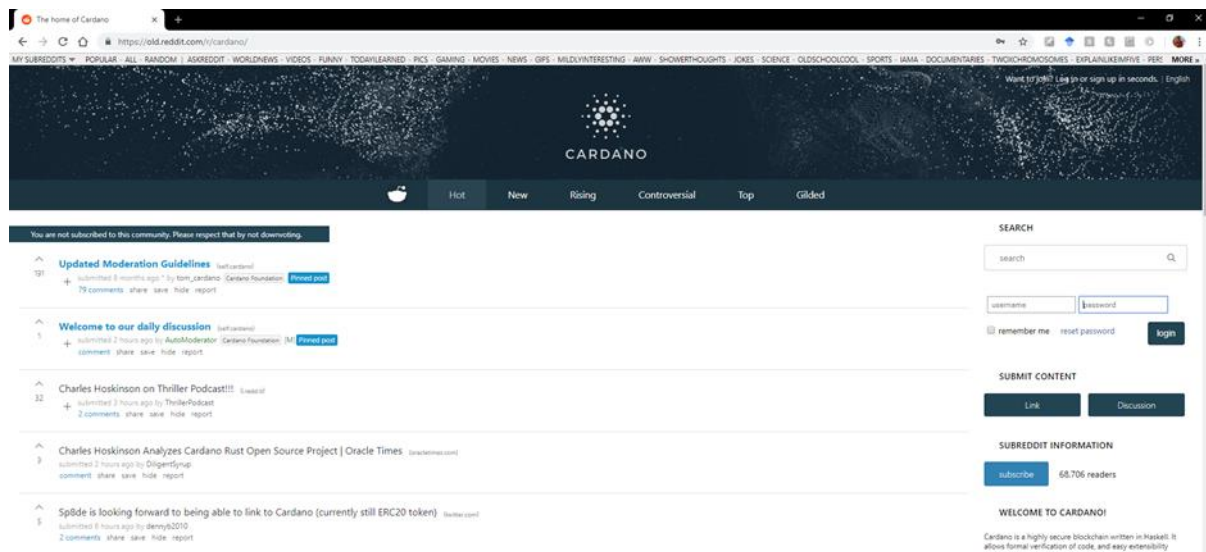 The home of Cardano
https://old.reddit.com/r/cardano/
MY SUBREDDITS POPULAR - ALL - RANDOM | ASKREDDIT - WORLDNEWS - VIDEOS - FUNNY - TODAYILEARNED - PICS - GAMING - MOVIES - NEWS - GIFS - MILDLYINTERESTING - AWW - SHOWERTHOUGHTS - JOKES - SCIENCE - OLDSCHOOLCOOL - SPORTS - IAMA - DOCUMENTARIES - TWOXCHROMOSOMES - EXPLAINLIKEIMFIVE - PERS MORE »
Want to join? Log in or sign up in seconds. | English
CARDANO
Hot New Rising Controversial Top Gilded
You are not subscribed to this community. Please respect that by not downvoting.
191
Updated Moderation Guidelines (self.cardano)
submitted months ago * by tom_cardano Cardano Foundation Pinned post
79 comments share save hide report
5
Welcome to our daily discussion (self.cardano)
submitted 2 hours ago by AutoModerator Cardano Foundation [M] Pinned post
comment share save hide report
32
Charles Hoskinson on Thriller Podcast!!!
submitted 3 hours ago by ThrillerPodcast
2 comments share save hide report
3
Charles Hoskinson Analyzes Cardano Rust Open Source Project | Oracle Times (oracletimes.com)
submitted 2 hours ago by DiligentSyrup
comment share save hide report
5
Sp8de is looking forward to being able to link to Cardano (currently still ERC20 token) (twitter.com)
submitted 6 hours ago by dennyb2010
2 comments share save hide report
SEARCH
search
username password
remember me reset password login
SUBMIT CONTENT
Link Discussion
SUBREDDIT INFORMATION
subscribe 68,706 readers
WELCOME TO CARDANO!
Cardano is a highly secure blockchain written in Haskell. It
allows formal verification of code, and easy extensibility